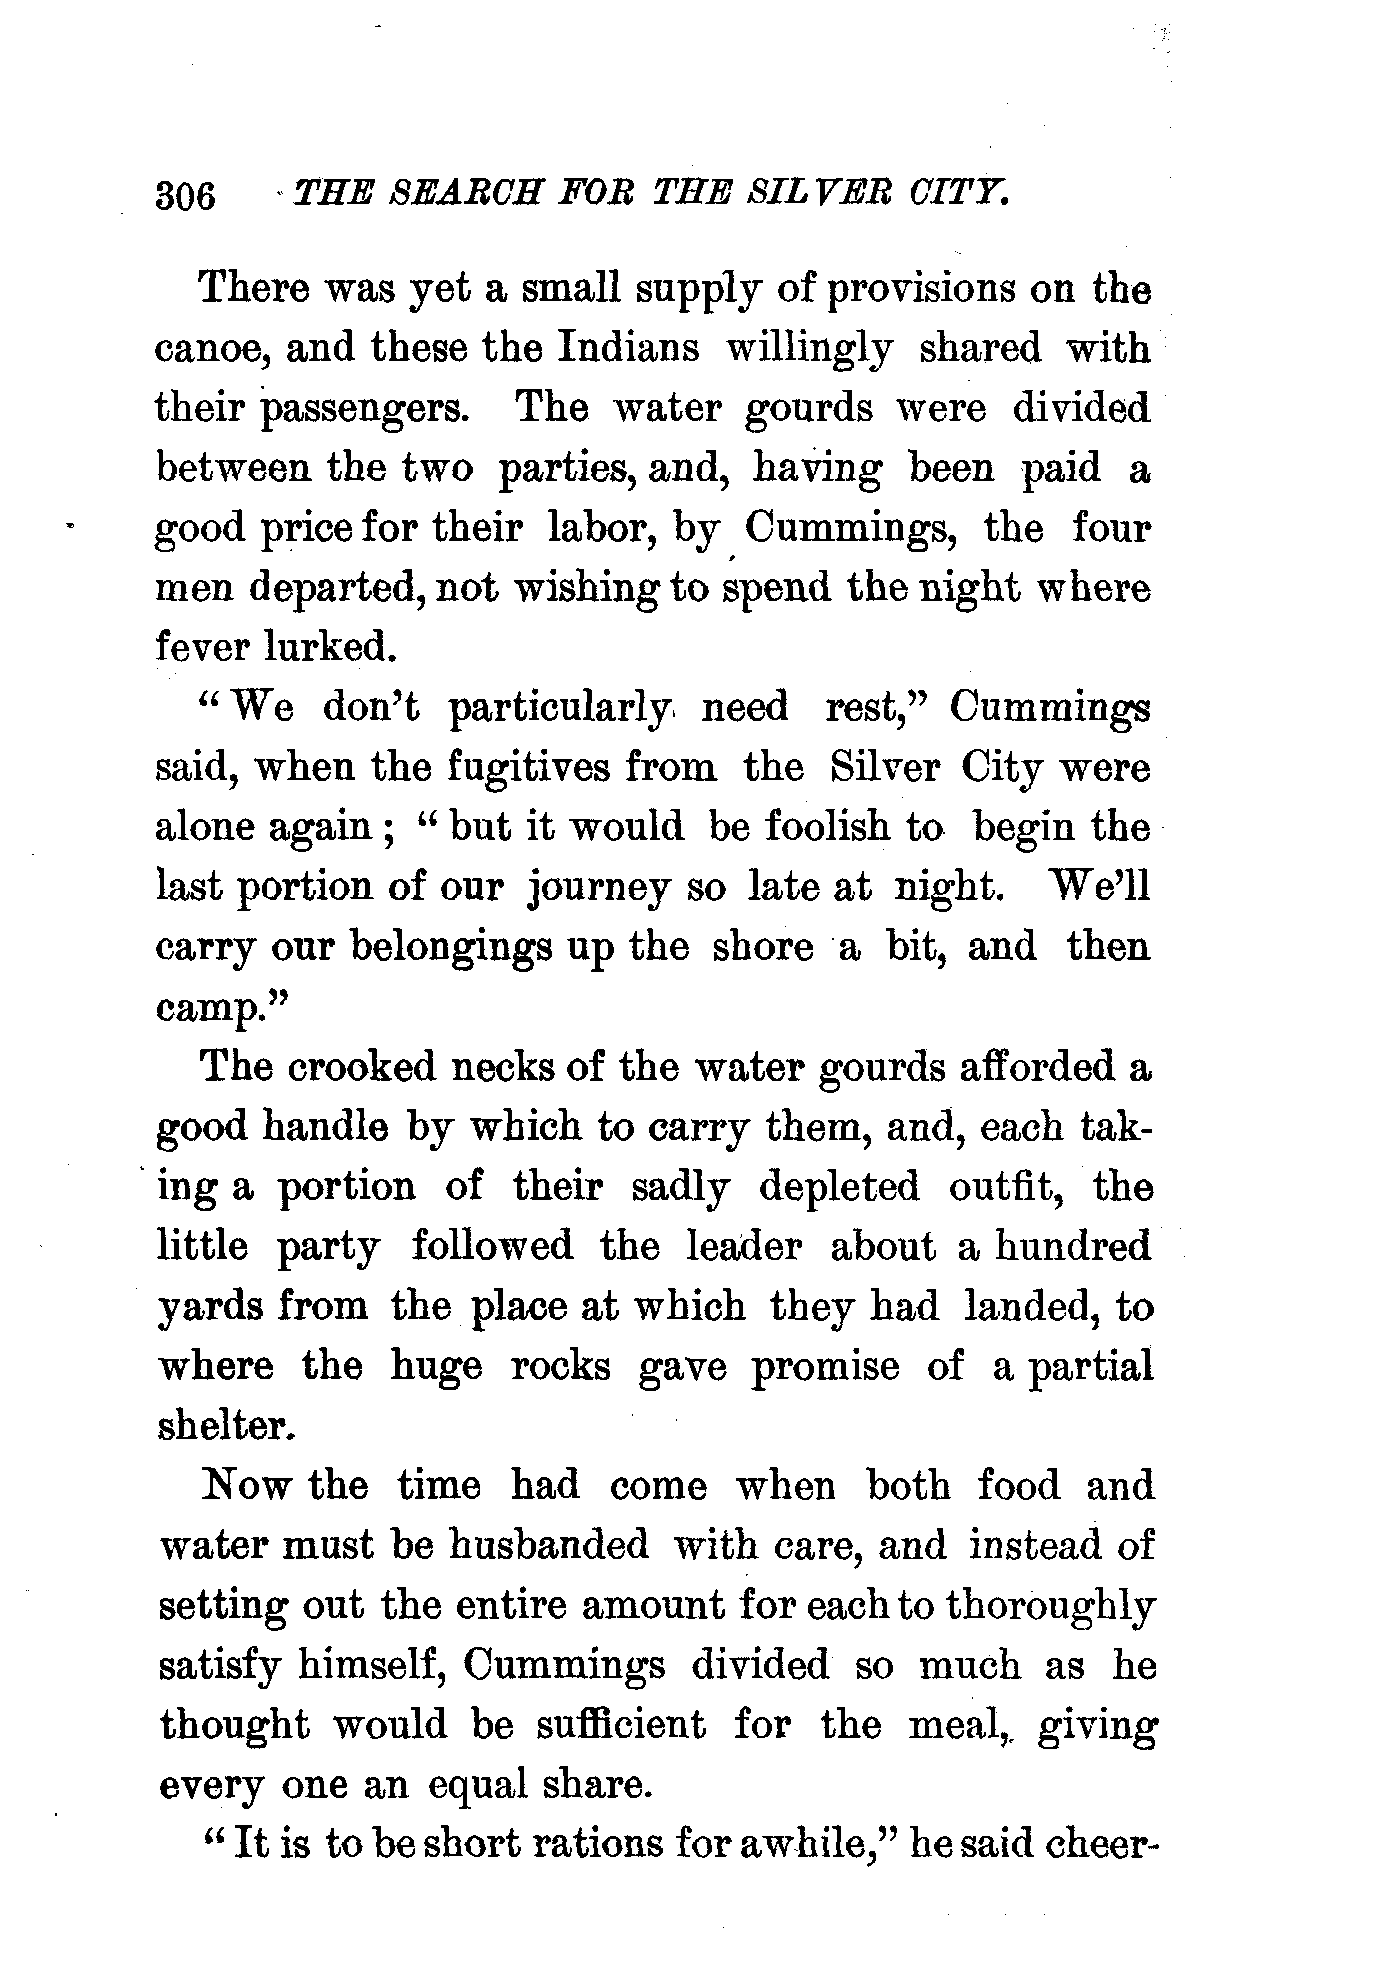 306 THE SEARCH FOR THE SILVER CITY.
There was yet a small supply of provisions on the
canoe, and these the Indians willingly shared with
their passengers. The water gourds were divided
between the two parties, and, having been paid a
good price for their labor, by Cummings, the four
men departed, not wishing to spend the night where
fever lurked.
"We don't particularly need rest," Cummings
said, when the fugitives from the Silver City were
alone again; "but it would be foolish to begin the
last portion of our journey so late at night. We'll
carry our belongings up the shore a bit, and then
camp."
The crooked necks of the water gourds afforded a
good handle by which to carry them, and, each tak-
ing a portion of their sadly depleted outfit, the
little party followed the leader about a hundred
yards from the place at which they had landed, to
where the huge rocks gave promise of a partial
shelter.
Now the time had come when both food and
water must be husbanded with care, and instead of
setting out the entire amount for each to thoroughly
satisfy himself, Cummings divided so much as he
thought would be sufficient for the meal, giving
every one an equal share.
"It is to be short rations for awhile," he said cheer-